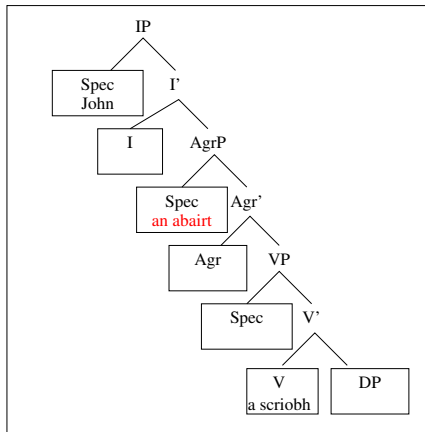 IP
Spec I’
John
I AgrP
Spec Agr’
an abairt
Agr VP
Spec V’
V DP
a scriobh